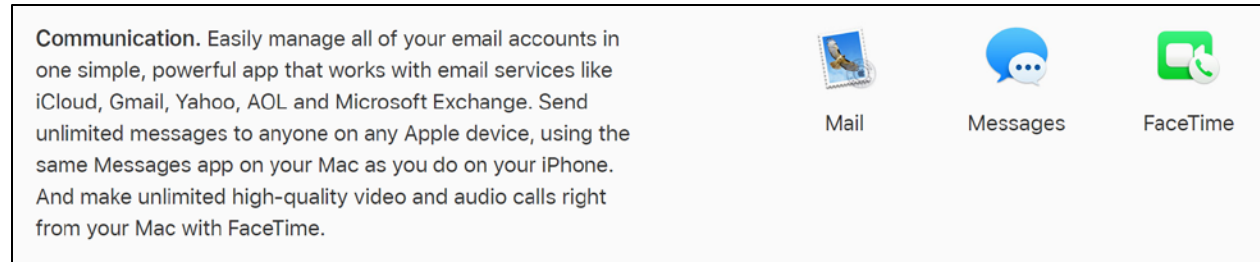 Communication. Easily manage all of your email accounts in
one simple, powerful app that works with email services like
iCloud, Gmail, Yahoo, AOL and Microsoft Exchange. Send
unlimited messages to anyone on any Apple device, using the
same Messages app on your Mac as you do on your iPhone.
And make unlimited high-quality video and audio calls right
from your Mac with FaceTime.
Mail
Messages
FaceTime